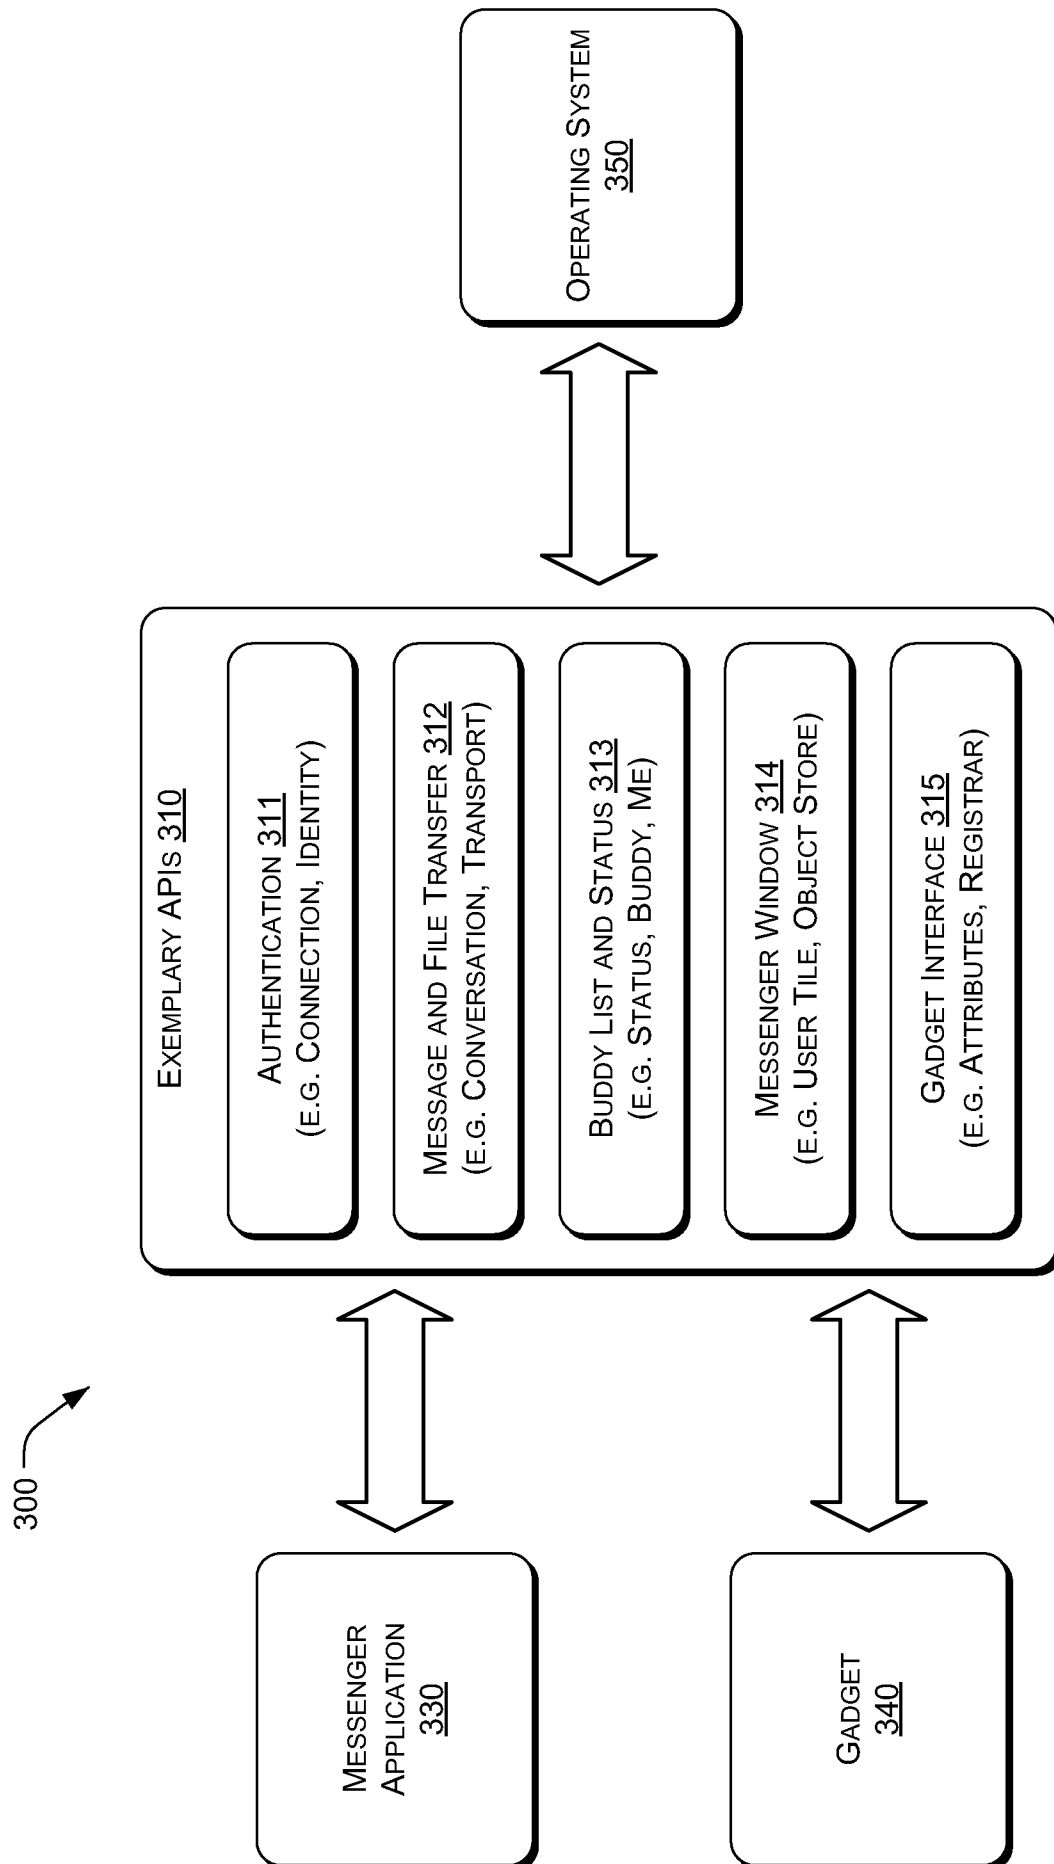 300
MESSENGER
APPLICATION
330
GADGET
340
EXEMPLARY APIS 310
AUTHENTICATION 311
(E.G. CONNECTION, IDENTITY)
MESSAGE AND FILE TRANSFER 312
(E.G. CONVERSATION, TRANSPORT)
BUDDY LIST AND STATUS 313
(E.G. STATUS, BUDDY, ME)
MESSENGER WINDOW 314
(E.G. USER TILE, OBJECT STORE)
GADGET INTERFACE 315
(E.G. ATTRIBUTES, REGISTRAR)
OPERATING SYSTEM
350